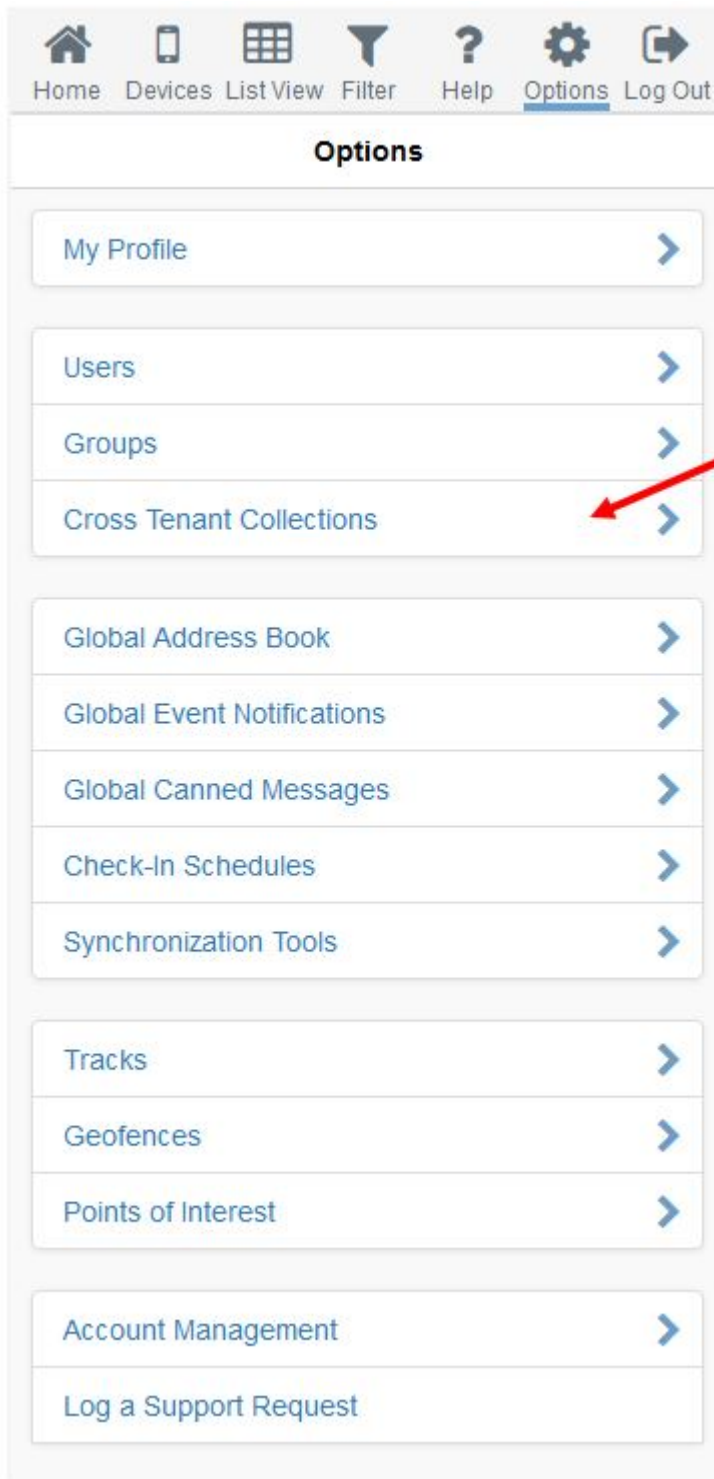 Home Devices List View Filter Help Options Log Out
Options
My Profile
Users
Groups
Cross Tenant Collections
Global Address Book
Global Event Notifications
Global Canned Messages
Check-In Schedules
Synchronization Tools
Tracks
Geofences
Points of Interest
Account Management
Log a Support Request